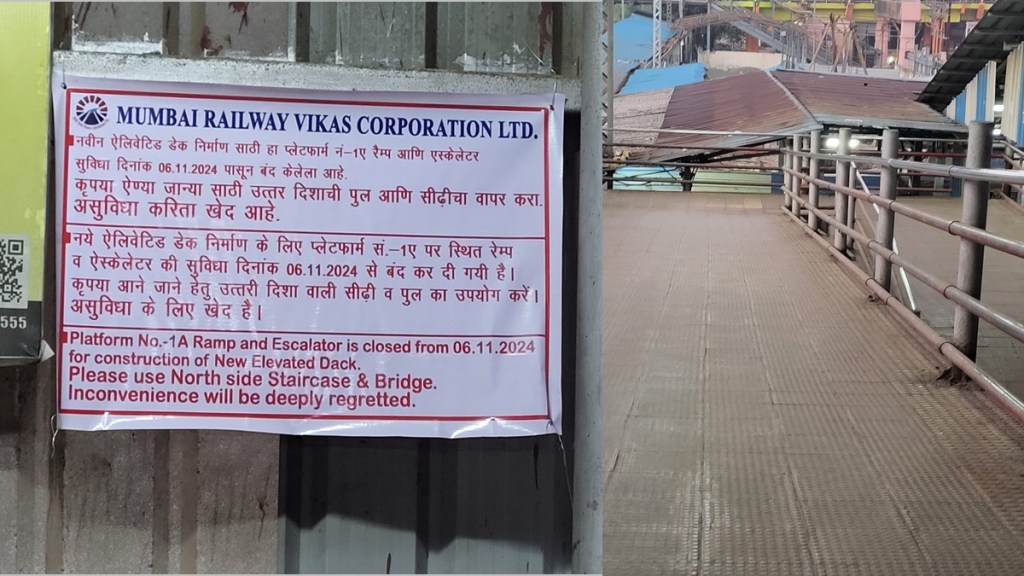 MUMBAI RAILWAY VIKAS CORPORATION LTD.
नवीन ऐलिवेटिड डेक निर्माण साठी हा प्लेटफार्म नं-१ए रैम्प आणि एस्केलेटर
सुविधा दिनांक 06.11.2024 पासून बंद केलेला आहे.
कृपया ऐण्या जान्या साठी उत्तर दिशाची पुल आणि सीढ़ीचा वापर करा.
असुविधा करिता खेद आहे.
नये ऐलिवेटिड डेक निर्माण के लिए प्लेटफार्म सं.–१ए पर स्थित रेम्प
व ऐस्केलेटर की सुविधा दिनांक 06.11.2024 से बंद कर दी गयी है।
कृपया आने जाने हेतु उत्तरी दिशा वाली सीढ़ी व पुल का उपयोग करें।
असुविधा के लिए खेद है।
Platform No.-1A Ramp and Escalator is closed from 06.11.2024
for construction of New Elevated Dack.
Please use North side Staircase & Bridge.
Inconvenience will be deeply regretted.
555